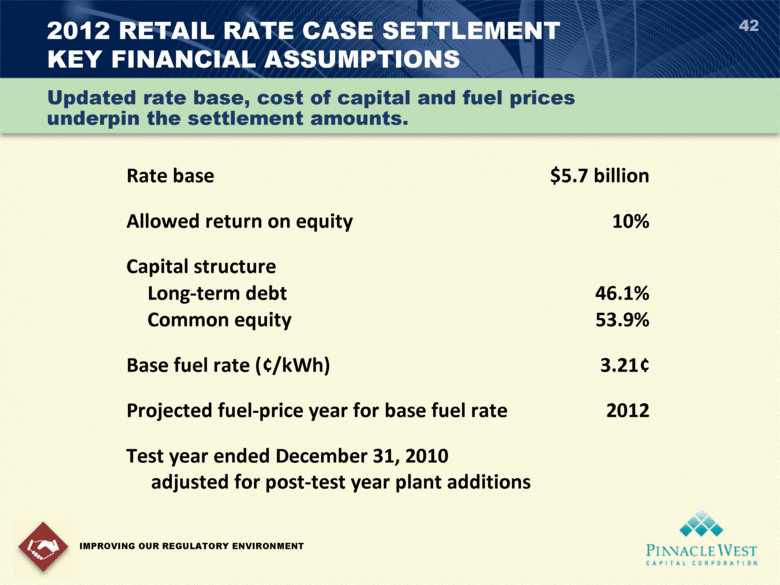 2012 RETAIL RATE CASE SETTLEMENT
KEY FINANCIAL ASSUMPTIONS
42
Updated rate base, cost of capital and fuel prices
underpin the settlement amounts.
Rate base $5.7 billion
Allowed return on equity 10%
Capital structure
Long-term debt 46.1%
Common equity 53.9%
Base fuel rate (¢/kWh) 3.21¢
Projected fuel-price year for base fuel rate 2012
Test year ended December 31, 2010
adjusted for post-test year plant additions
IMPROVING OUR REGULATORY ENVIRONMENT
PINNACLE WEST
CAPITAL CORPORATION